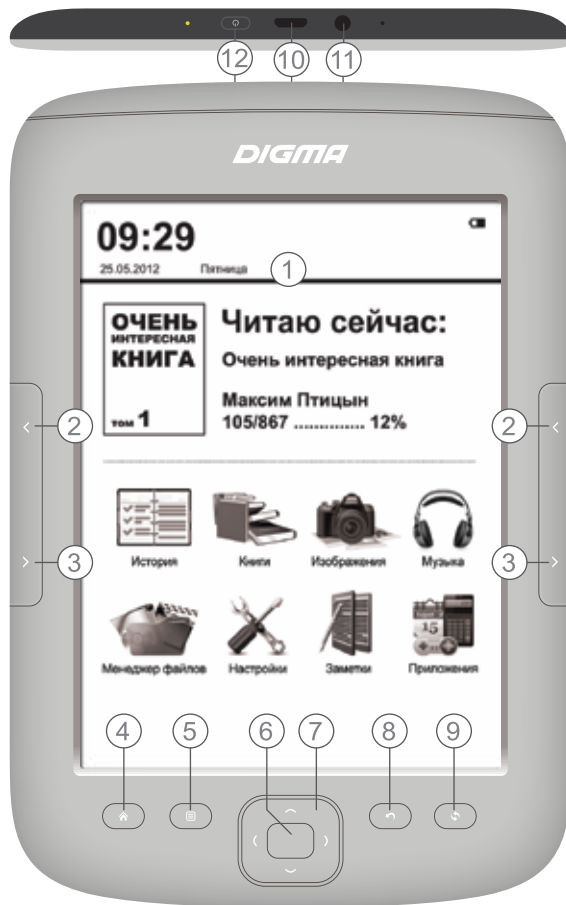 12
10
11
DIGMA
09:29
25.05.2012 Пятница
1
ОЧЕНЬ
ИНТЕРЕСНАЯ
КНИГА
том 1
Читаю сейчас:
Очень интересная книга
Максим Птицын
105/867 .............. 12%
2
2
3
3
История Книги Изображения Музыка
15
Менеджер файлов Настройки Заметки Приложения
4
5
6
7
8
9